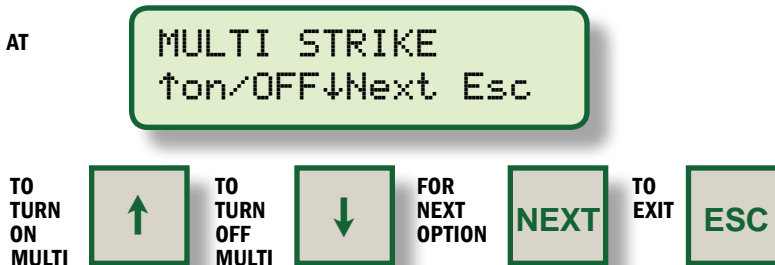 AT
MULTI STRIKE
↑on/OFF↓Next Esc
TO
TURN
ON
MULTI
↑
TO
TURN
OFF
MULTI
↓
FOR
NEXT
OPTION
NEXT
TO
EXIT
ESC